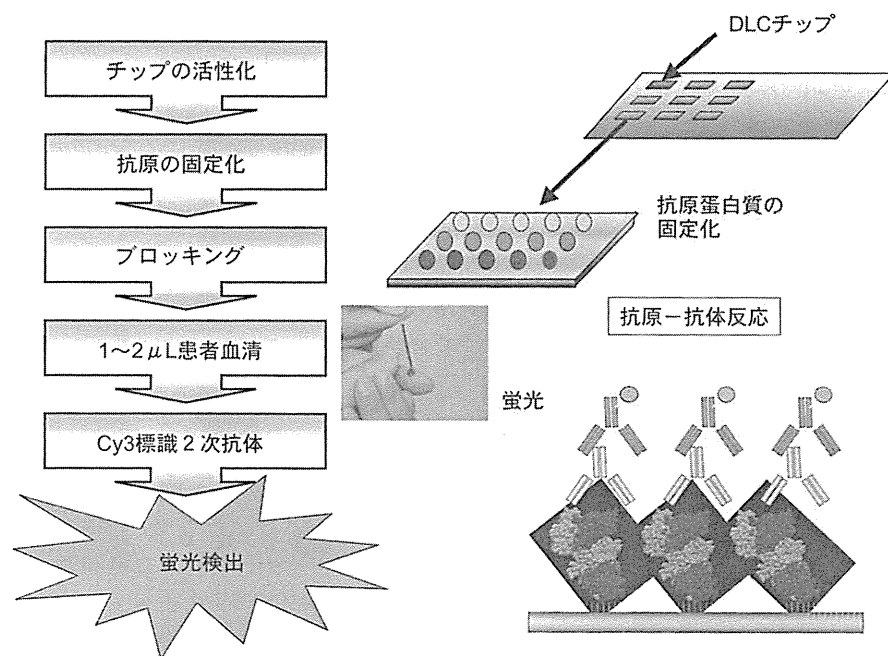 チップの活性化
抗原の固定化
ブロッキング
1～2μL患者血清
Cy3標識2次抗体
蛍光検出
DLCチップ
抗原蛋白質の
固定化
抗原－抗体反応
蛍光